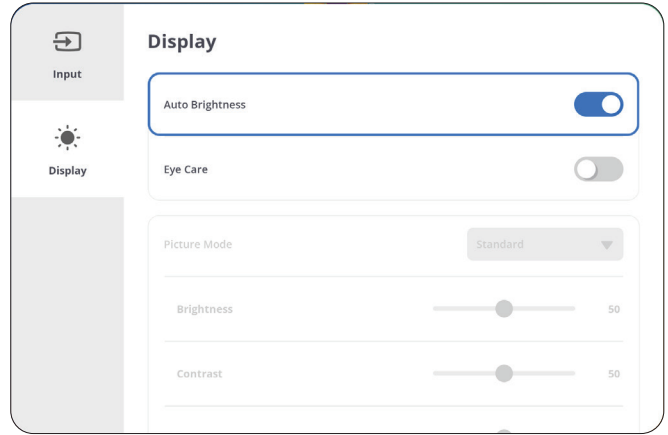 Display
Input
Auto Brightness
Display
Eye Care
Picture Mode Standard
Brightness 50
Contrast 50